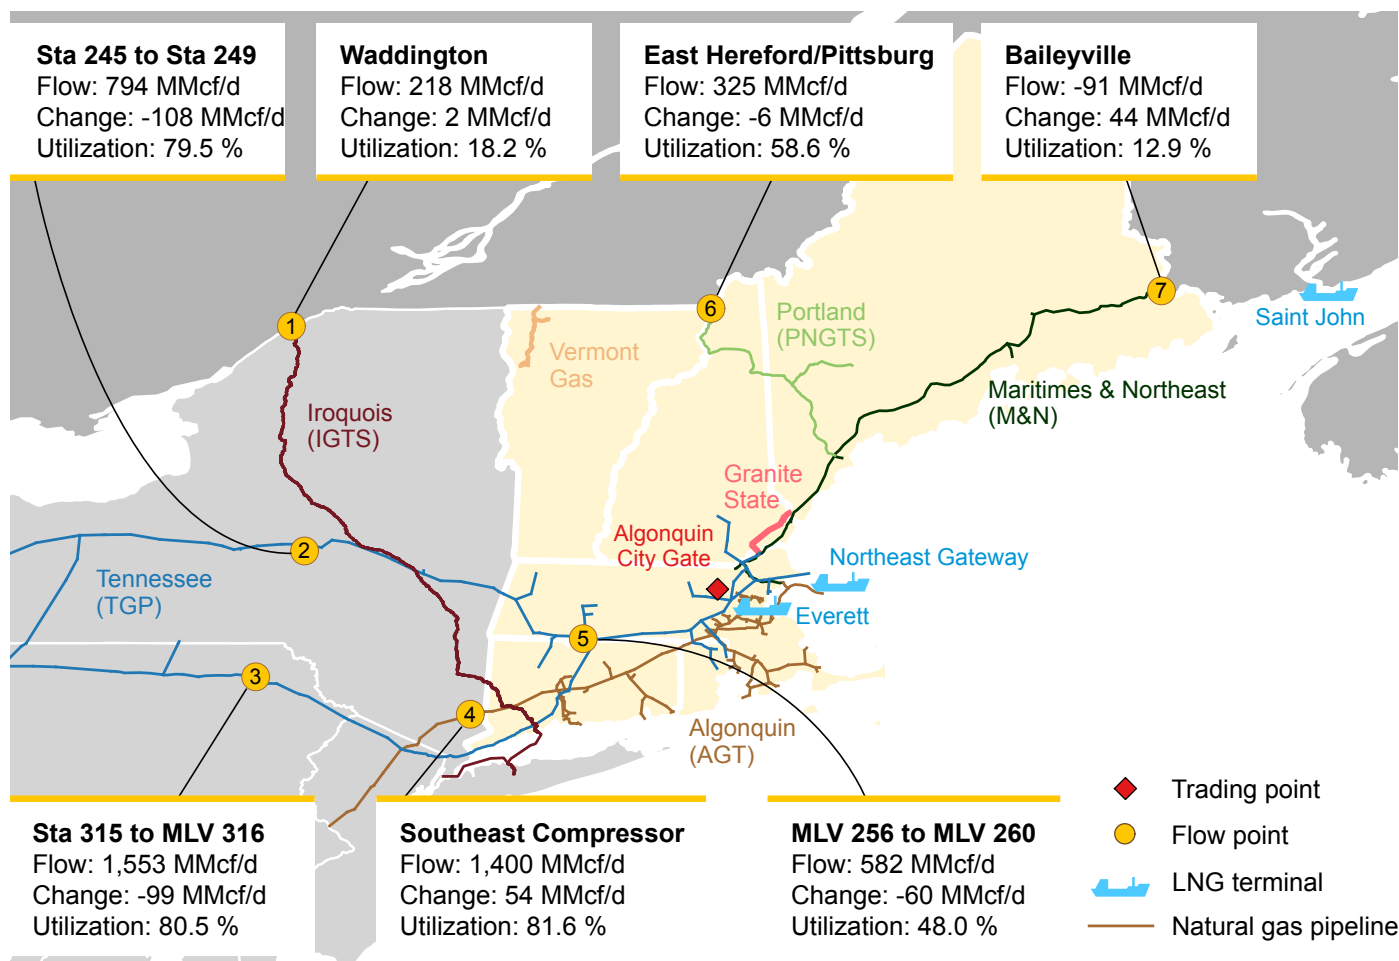 Sta 245 to Sta 249
Flow: 794 MMcf/d
Change: -108 MMcf/d
Utilization: 79.5 %
Waddington
Flow: 218 MMcf/d
Change: 2 MMcf/d
Utilization: 18.2 %
East Hereford/Pittsburg
Flow: 325 MMcf/d
Change: -6 MMcf/d
Utilization: 58.6 %
Baileyville
Flow: -91 MMcf/d
Change: 44 MMcf/d
Utilization: 12.9 %
1
6
7
Saint John
Portland
(PNGTS)
Vermont
Gas
Maritimes & Northeast
(M&N)
Iroquois
(IGTS)
Granite
State
Algonquin
City Gate
2
Northeast Gateway
Tennessee
(TGP)
Everett
5
3
4
Algonquin
(AGT)
Sta 315 to MLV 316
Flow: 1,553 MMcf/d
Change: -99 MMcf/d
Utilization: 80.5 %
Southeast Compressor
Flow: 1,400 MMcf/d
Change: 54 MMcf/d
Utilization: 81.6 %
MLV 256 to MLV 260
Flow: 582 MMcf/d
Change: -60 MMcf/d
Utilization: 48.0 %
Trading point
Flow point
LNG terminal
Natural gas pipeline